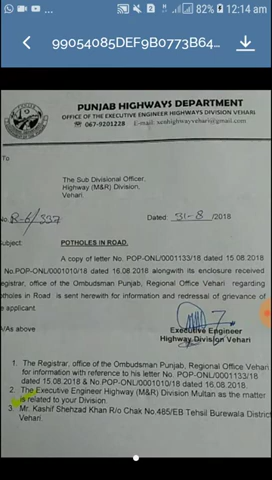 82% 12:14 am
99054085DEF9B0773B64...
PUNJAB HIGHWAYS DEPARTMENT
OFFICE OF THE EXECUTIVE ENGINEER HIGHWAYS DIVISION VEHARI
☎ 067-9201228 E-mail: xenhighwayvehari@gmail.com
To
The Sub Divisional Officer,
Highway (M&R) Division,
Vehari.
No. R-6/337 Dated 31-8 /2018
Subject: POTHOLES IN ROAD.
A copy of letter No. POP-ONL/0001133/18 dated 15.08.2018
No.POP-ONL/0001010/18 dated 16.08.2018 alongwith its enclosure received
egistrar, office of the Ombudsman Punjab, Regional Office Vehari regarding
otholes in Road is sent herewith for information and redressal of grievance of
e applicant.
A/As above
Executive Engineer
Highway Division Vehari
1. The Registrar, office of the Ombudsman Punjab, Regional Office Vehari
for information with reference to his letter No. POP-ONL/0001133/18
dated 15.08.2018 & No.POP-ONL/0001010/18 dated 16.08.2018.
2. The Executive Engineer Highway (M&R) Division Multan as the matter
is related to your Division.
3. Mr. Kashif Shehzad Khan R/o Chak No.485/EB Tehsil Burewala District
Vehari.